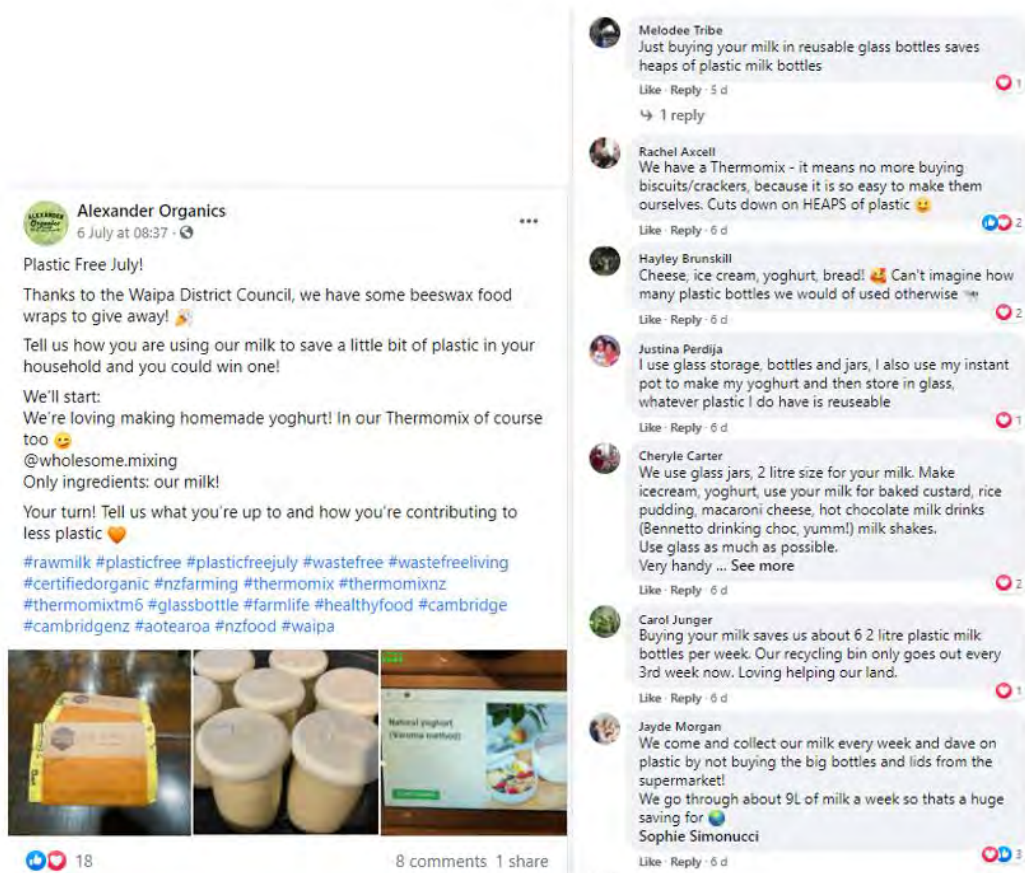 ALEXANDER
Organics
Alexander Organics
6 July at 08:37 ·
Plastic Free July!
Thanks to the Waipa District Council, we have some beeswax food
wraps to give away! 🎉
Tell us how you are using our milk to save a little bit of plastic in your
household and you could win one!
We'll start:
We're loving making homemade yoghurt! In our Thermomix of course
too 😜
@wholesome.mixing
Only ingredients: our milk!
Your turn! Tell us what you're up to and how you're contributing to
less plastic 🧡
#rawmilk #plasticfree #plasticfreejuly #wastefree #wastefreeliving
#certifiedorganic #nzfarming #thermomix #thermomixnz
#thermomixtm6 #glassbottle #farmlife #healthyfood #cambridge
#cambridgenz #aotearoa #nzfood #waipa
Natural yoghurt
(Varoma method)
18
8 comments 1 share
Melodee Tribe
Just buying your milk in reusable glass bottles saves
heaps of plastic milk bottles
Like · Reply · 5 d
1
1 reply
Rachel Axcell
We have a Thermomix - it means no more buying
biscuits/crackers, because it is so easy to make them
ourselves. Cuts down on HEAPS of plastic 😃
Like · Reply · 6 d
2
Hayley Brunskill
Cheese, ice cream, yoghurt, bread! 🥰 Can't imagine how
many plastic bottles we would of used otherwise
Like · Reply · 6 d
2
Justina Perdija
I use glass storage, bottles and jars, I also use my instant
pot to make my yoghurt and then store in glass,
whatever plastic I do have is reuseable
Like · Reply · 6 d
1
Cheryle Carter
We use glass jars, 2 litre size for your milk. Make
icecream, yoghurt, use your milk for baked custard, rice
pudding, macaroni cheese, hot chocolate milk drinks
(Bennetto drinking choc, yumm!) milk shakes.
Use glass as much as possible.
Very handy ... See more
Like · Reply · 6 d
2
Carol Junger
Buying your milk saves us about 6 2 litre plastic milk
bottles per week. Our recycling bin only goes out every
3rd week now. Loving helping our land.
Like · Reply · 6 d
1
Jayde Morgan
We come and collect our milk every week and dave on
plastic by not buying the big bottles and lids from the
supermarket!
We go through about 9L of milk a week so thats a huge
saving for 🌏
Sophie Simonucci
Like · Reply · 6 d
3